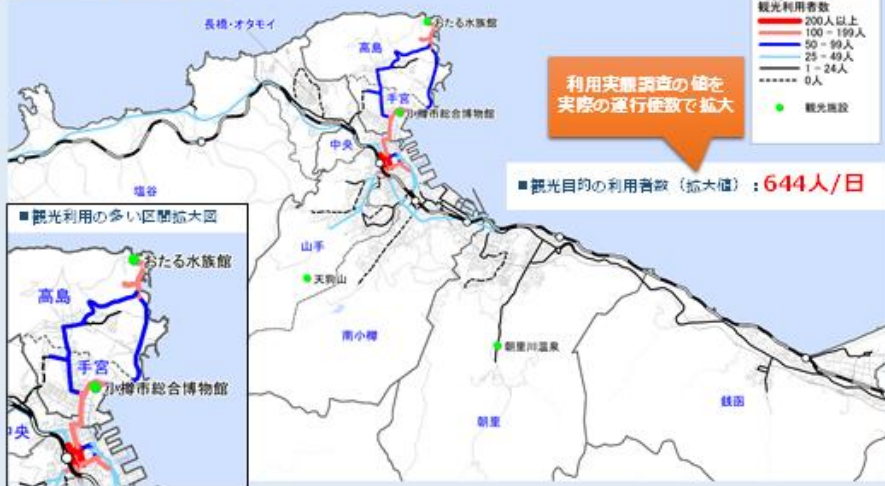 観光利用者数
200人以上
100 - 199人
50 - 99人
25 - 49人
1 - 24人
0人
観光施設
長橋・オタモイ
おたる水族館
高島
利用実態調査の値を
実際の運行便数で拡大
手宮
小樽市総合博物館
中央
■観光目的の利用者数（拡大値）：644人/日
塩谷
■観光利用の多い区間拡大図
山手
天狗山
南小樽
朝里川温泉
朝里
銭函
おたる水族館
高島
手宮
小樽市総合博物館
中央